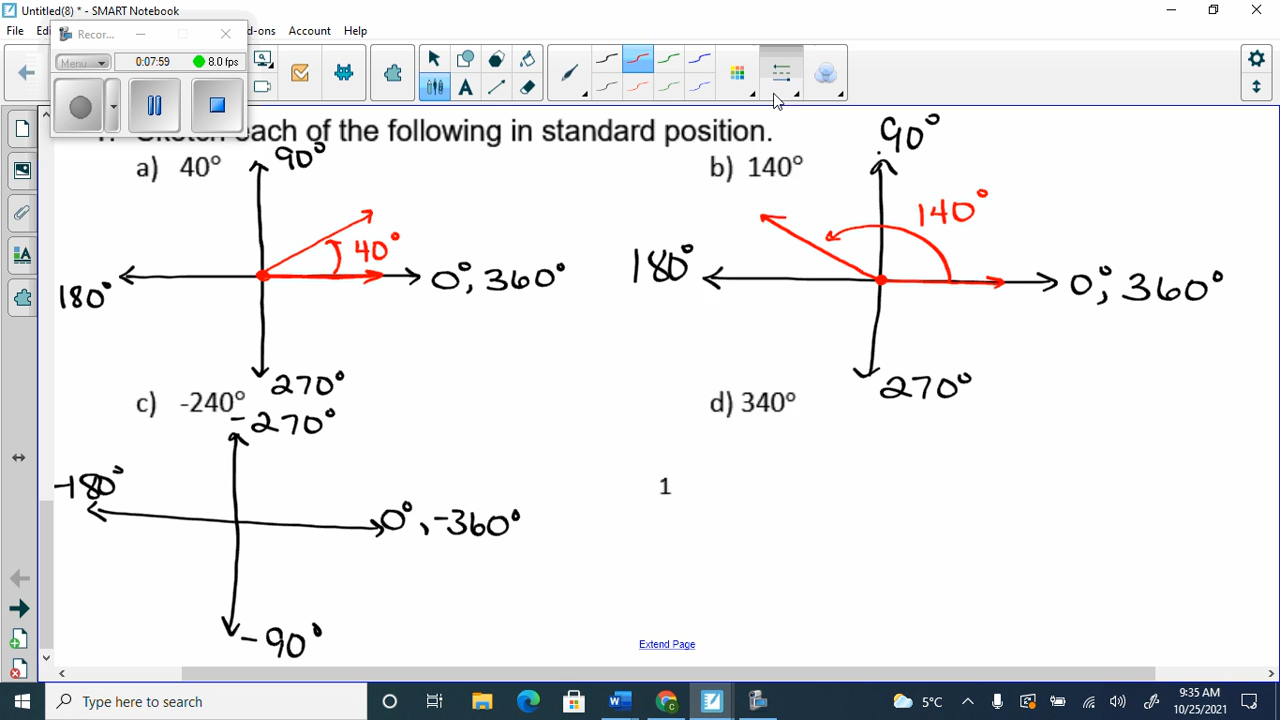 Untitled(8) * - SMART Notebook
File
Account
Help
Recor...
Menu
0:07:59
8.0 fps
Sketch each of the following in standard position.
a) 40°
90°
40°
180°
0°, 360°
270°
b) 140°
90°
140°
180°
0°, 360°
270°
c) -240°
-270°
-180°
0°, -360°
-90°
d) 340°
1
Extend Page
Type here to search
5°C
9:35 AM
10/25/2021